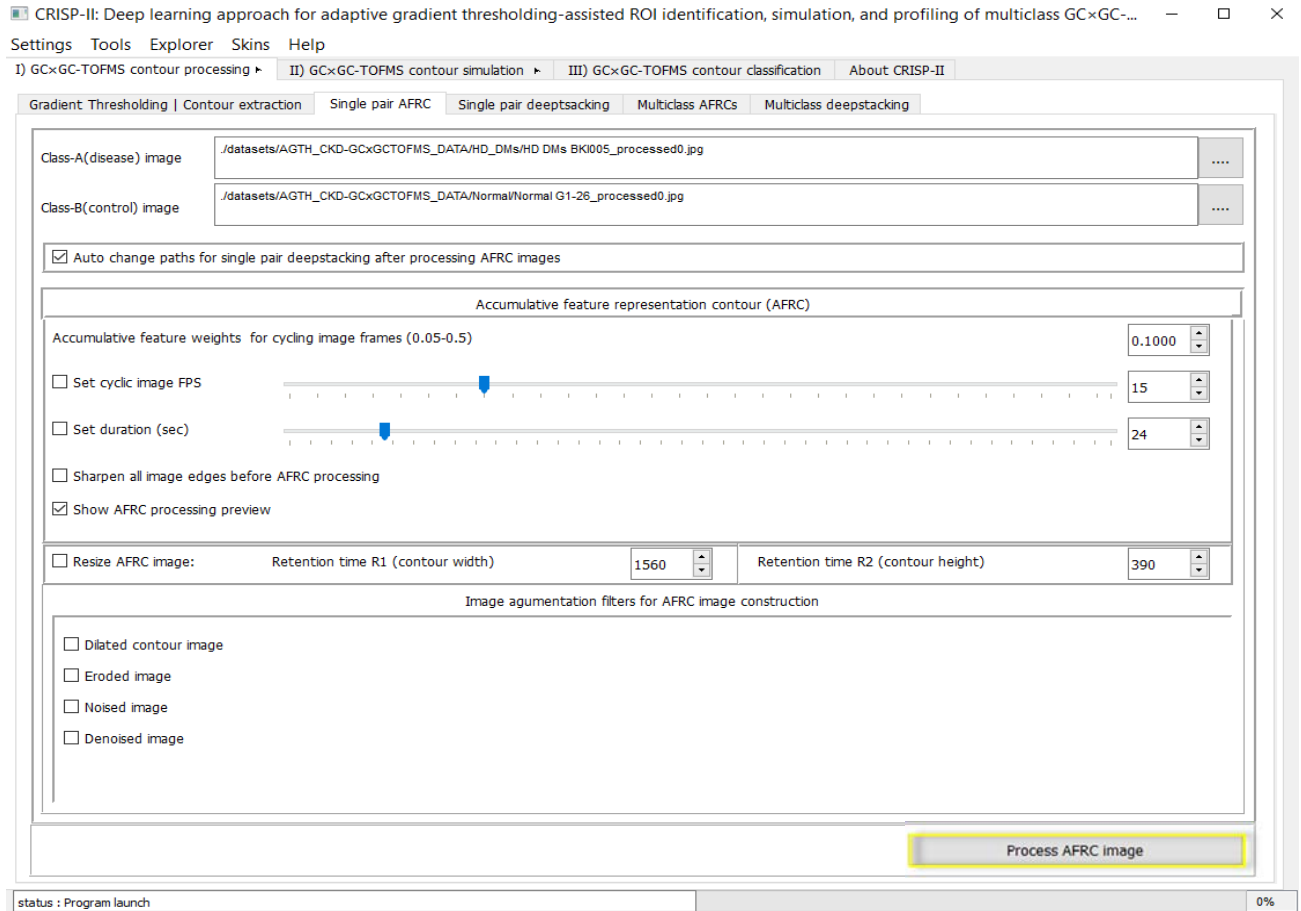 CRISP-II: Deep learning approach for adaptive gradient thresholding-assisted ROI identification, simulation, and profiling of multiclass GC×GC-...
Settings Tools Explorer Skins Help
I) GC×GC-TOFMS contour processing II) GC×GC-TOFMS contour simulation III) GC×GC-TOFMS contour classification About CRISP-II
Gradient Thresholding | Contour extraction Single pair AFRC Single pair deeptsacking Multiclass AFRCs Multiclass deepstacking
Class-A(disease) image ./datasets/AGTH_CKD-GCxGCTOFMS_DATA/HD_DMs/HD DMs BKI005_processed0.jpg ....
Class-B(control) image ./datasets/AGTH_CKD-GCxGCTOFMS_DATA/Normal/Normal G1-26_processed0.jpg ....
Auto change paths for single pair deepstacking after processing AFRC images
Accumulative feature representation contour (AFRC)
Accumulative feature weights for cycling image frames (0.05-0.5) 0.1000
Set cyclic image FPS 15
Set duration (sec) 24
Sharpen all image edges before AFRC processing
Show AFRC processing preview
Resize AFRC image: Retention time R1 (contour width) 1560 Retention time R2 (contour height) 390
Image agumentation filters for AFRC image construction
Dilated contour image
Eroded image
Noised image
Denoised image
Process AFRC image
status : Program launch 0%